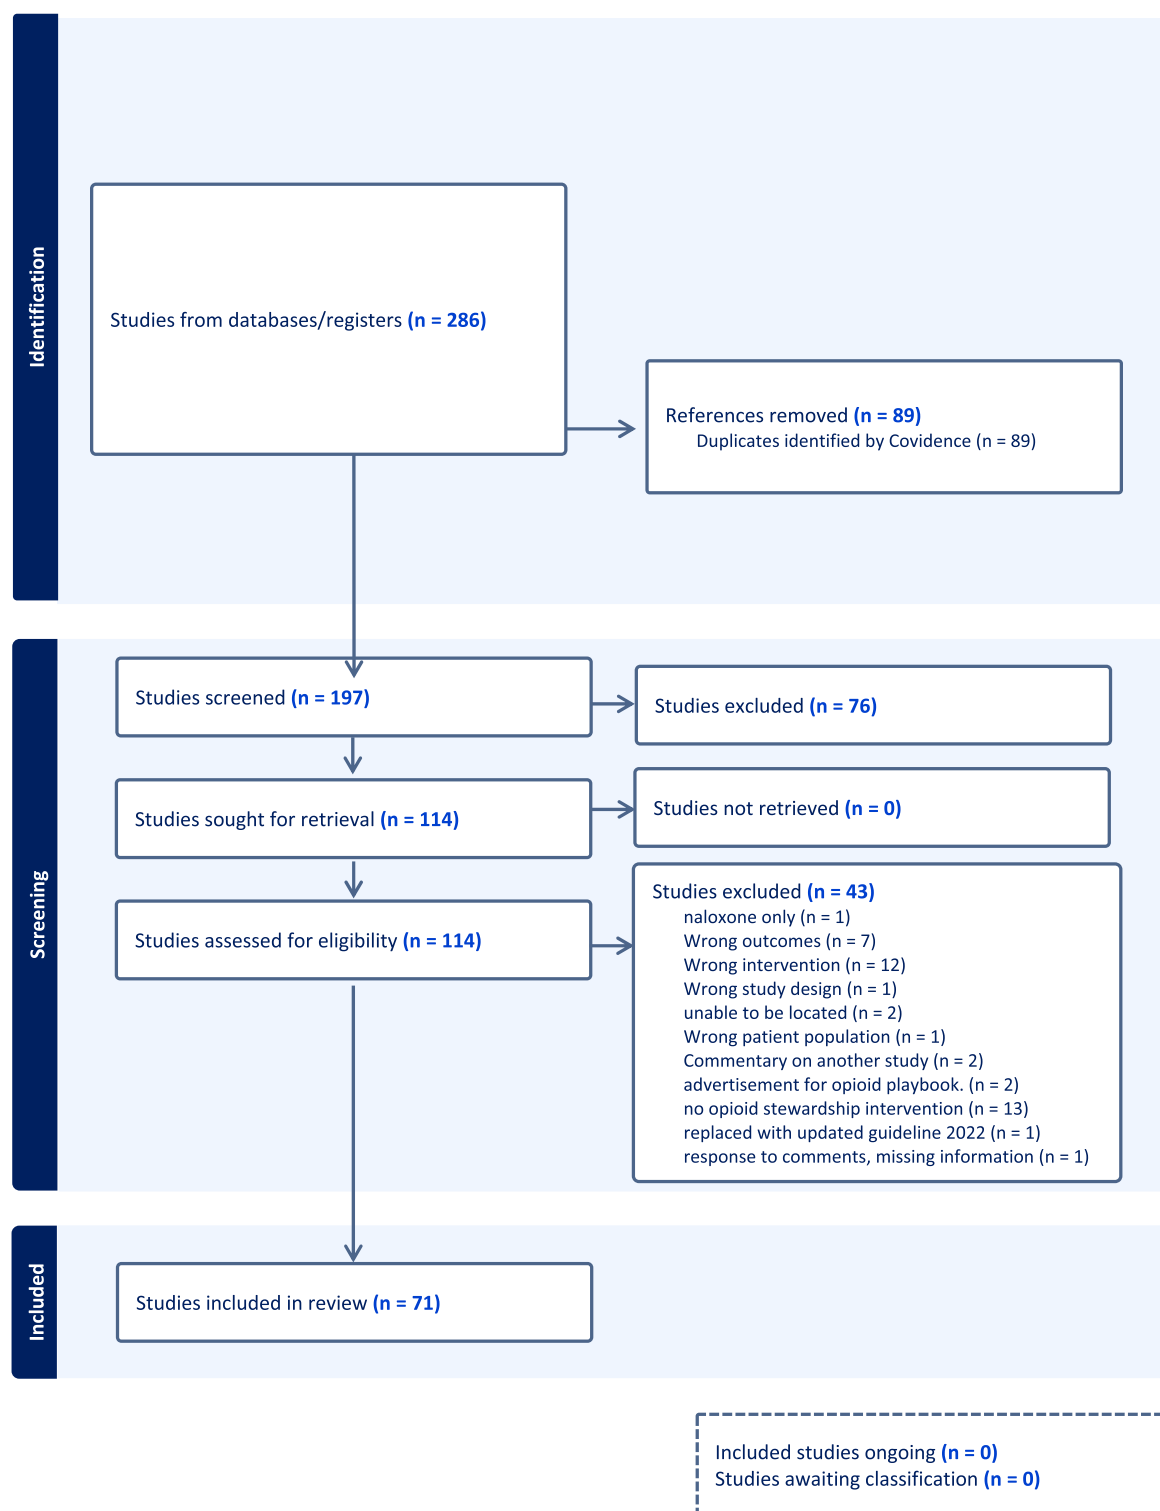 Identification
Studies from databases/registers (n = 286)
References removed (n = 89)
Duplicates identified by Covidence (n = 89)
Screening
Studies screened (n = 197)
Studies excluded (n = 76)
Studies sought for retrieval (n = 114)
Studies not retrieved (n = 0)
Studies assessed for eligibility (n = 114)
Studies excluded (n = 43)
naloxone only (n = 1)
Wrong outcomes (n = 7)
Wrong intervention (n = 12)
Wrong study design (n = 1)
unable to be located (n = 2)
Wrong patient population (n = 1)
Commentary on another study (n = 2)
advertisement for opioid playbook. (n = 2)
no opioid stewardship intervention (n = 13)
replaced with updated guideline 2022 (n = 1)
response to comments, missing information (n = 1)
Included
Studies included in review (n = 71)
Included studies ongoing (n = 0)
Studies awaiting classification (n = 0)